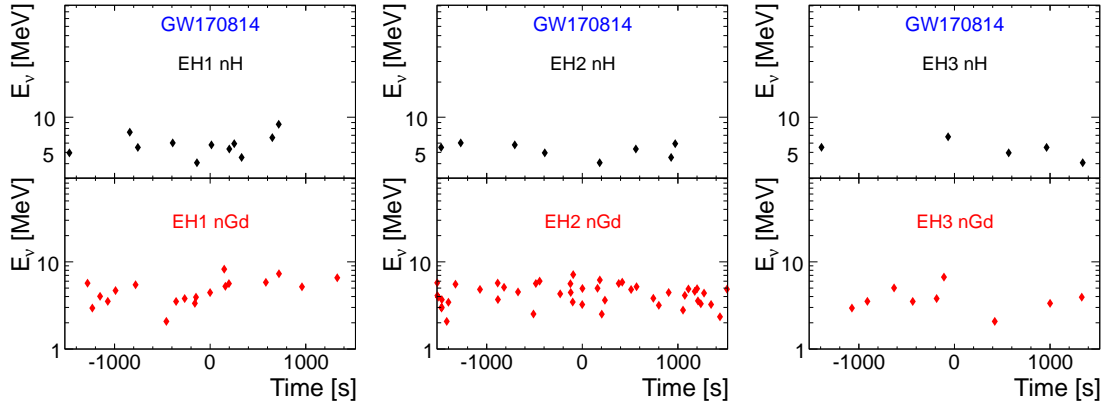 GW170814
EH1 nH
E_ν [MeV]
10
5
EH1 nGd
E_ν [MeV]
10
1
-1000 0 1000
Time [s]
GW170814
EH2 nH
E_ν [MeV]
10
5
EH2 nGd
E_ν [MeV]
10
1
-1000 0 1000
Time [s]
GW170814
EH3 nH
E_ν [MeV]
10
5
EH3 nGd
E_ν [MeV]
10
1
-1000 0 1000
Time [s]